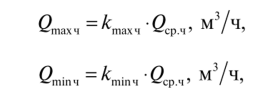 Q_max ч = k_max ч · Q_ср.ч, м³/ч,
Q_min ч = k_min ч · Q_ср.ч, м³/ч,